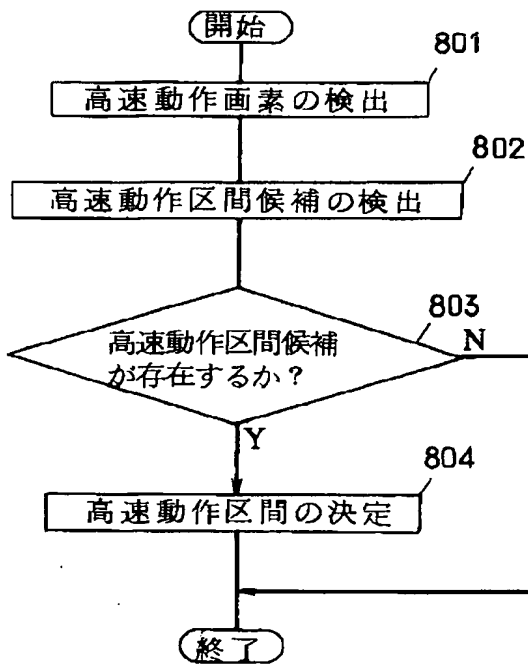 開始
801
高速動作画素の検出
802
高速動作区間候補の検出
803
高速動作区間候補
が存在するか？
N
Y
804
高速動作区間の決定
終了